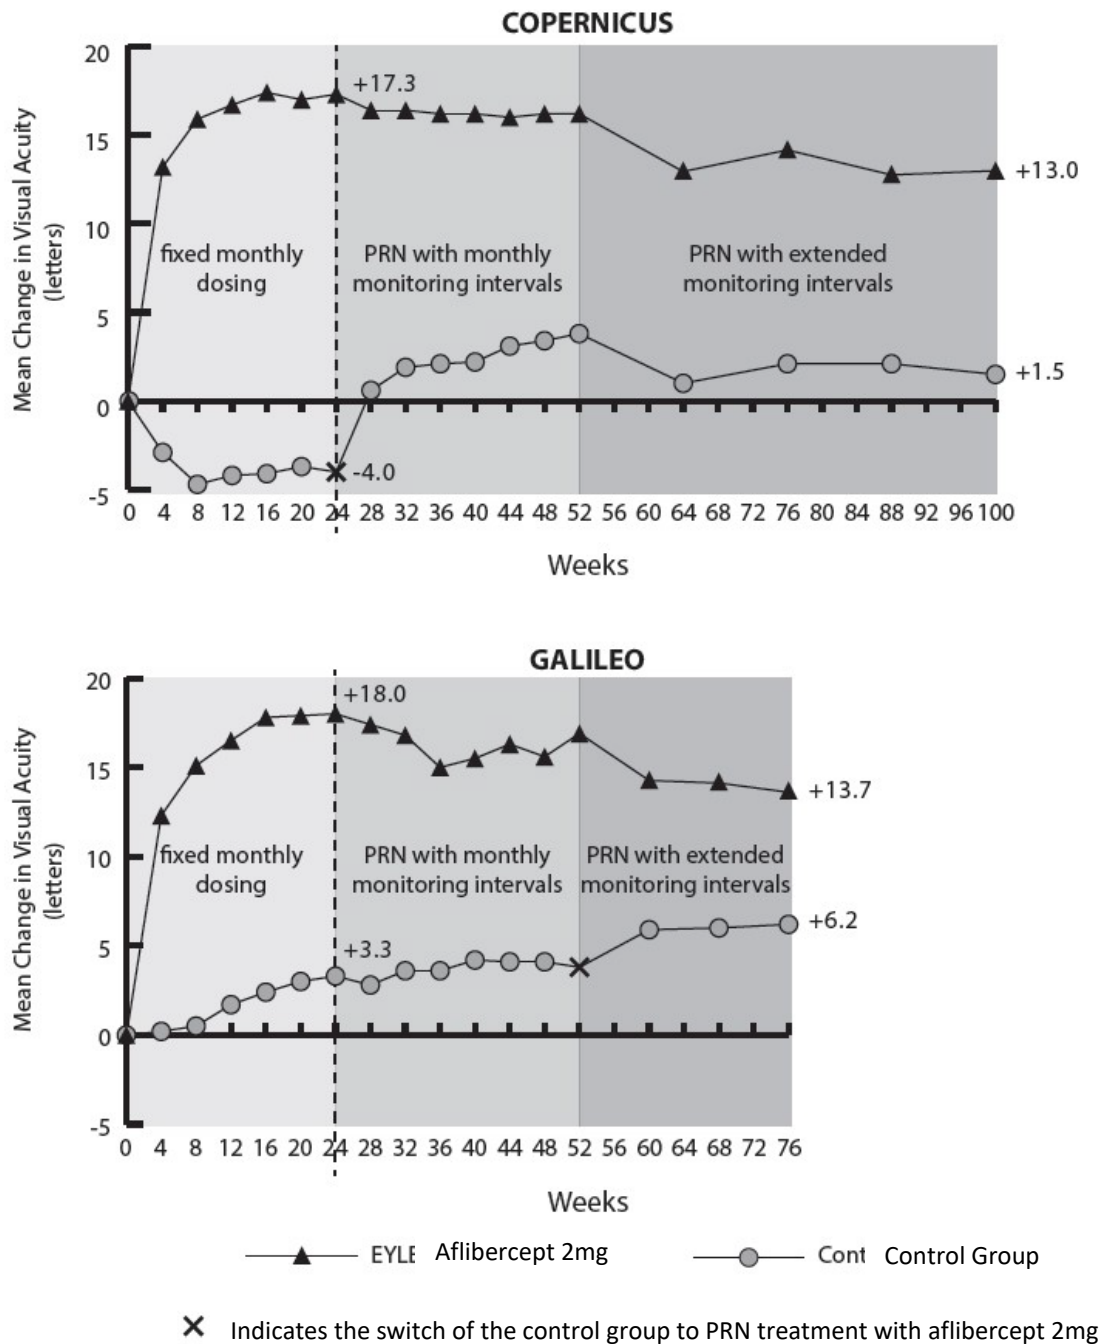 COPERNICUS
Mean Change in Visual Acuity
(letters)
20
15
10
5
0
-5
+17.3
+13.0
fixed monthly
dosing
PRN with monthly
monitoring intervals
PRN with extended
monitoring intervals
+1.5
-4.0
0 4 8 12 16 20 24 28 32 36 40 44 48 52 56 60 64 68 72 76 80 84 88 92 96 100
Weeks
GALILEO
Mean Change in Visual Acuity
(letters)
20
15
10
5
0
-5
+18.0
+13.7
fixed monthly
dosing
PRN with monthly
monitoring intervals
PRN with extended
monitoring intervals
+6.2
+3.3
0 4 8 12 16 20 24 28 32 36 40 44 48 52 56 60 64 68 72 76
Weeks
EYLE Aflibercept 2mg
Cont Control Group
× Indicates the switch of the control group to PRN treatment with aflibercept 2mg